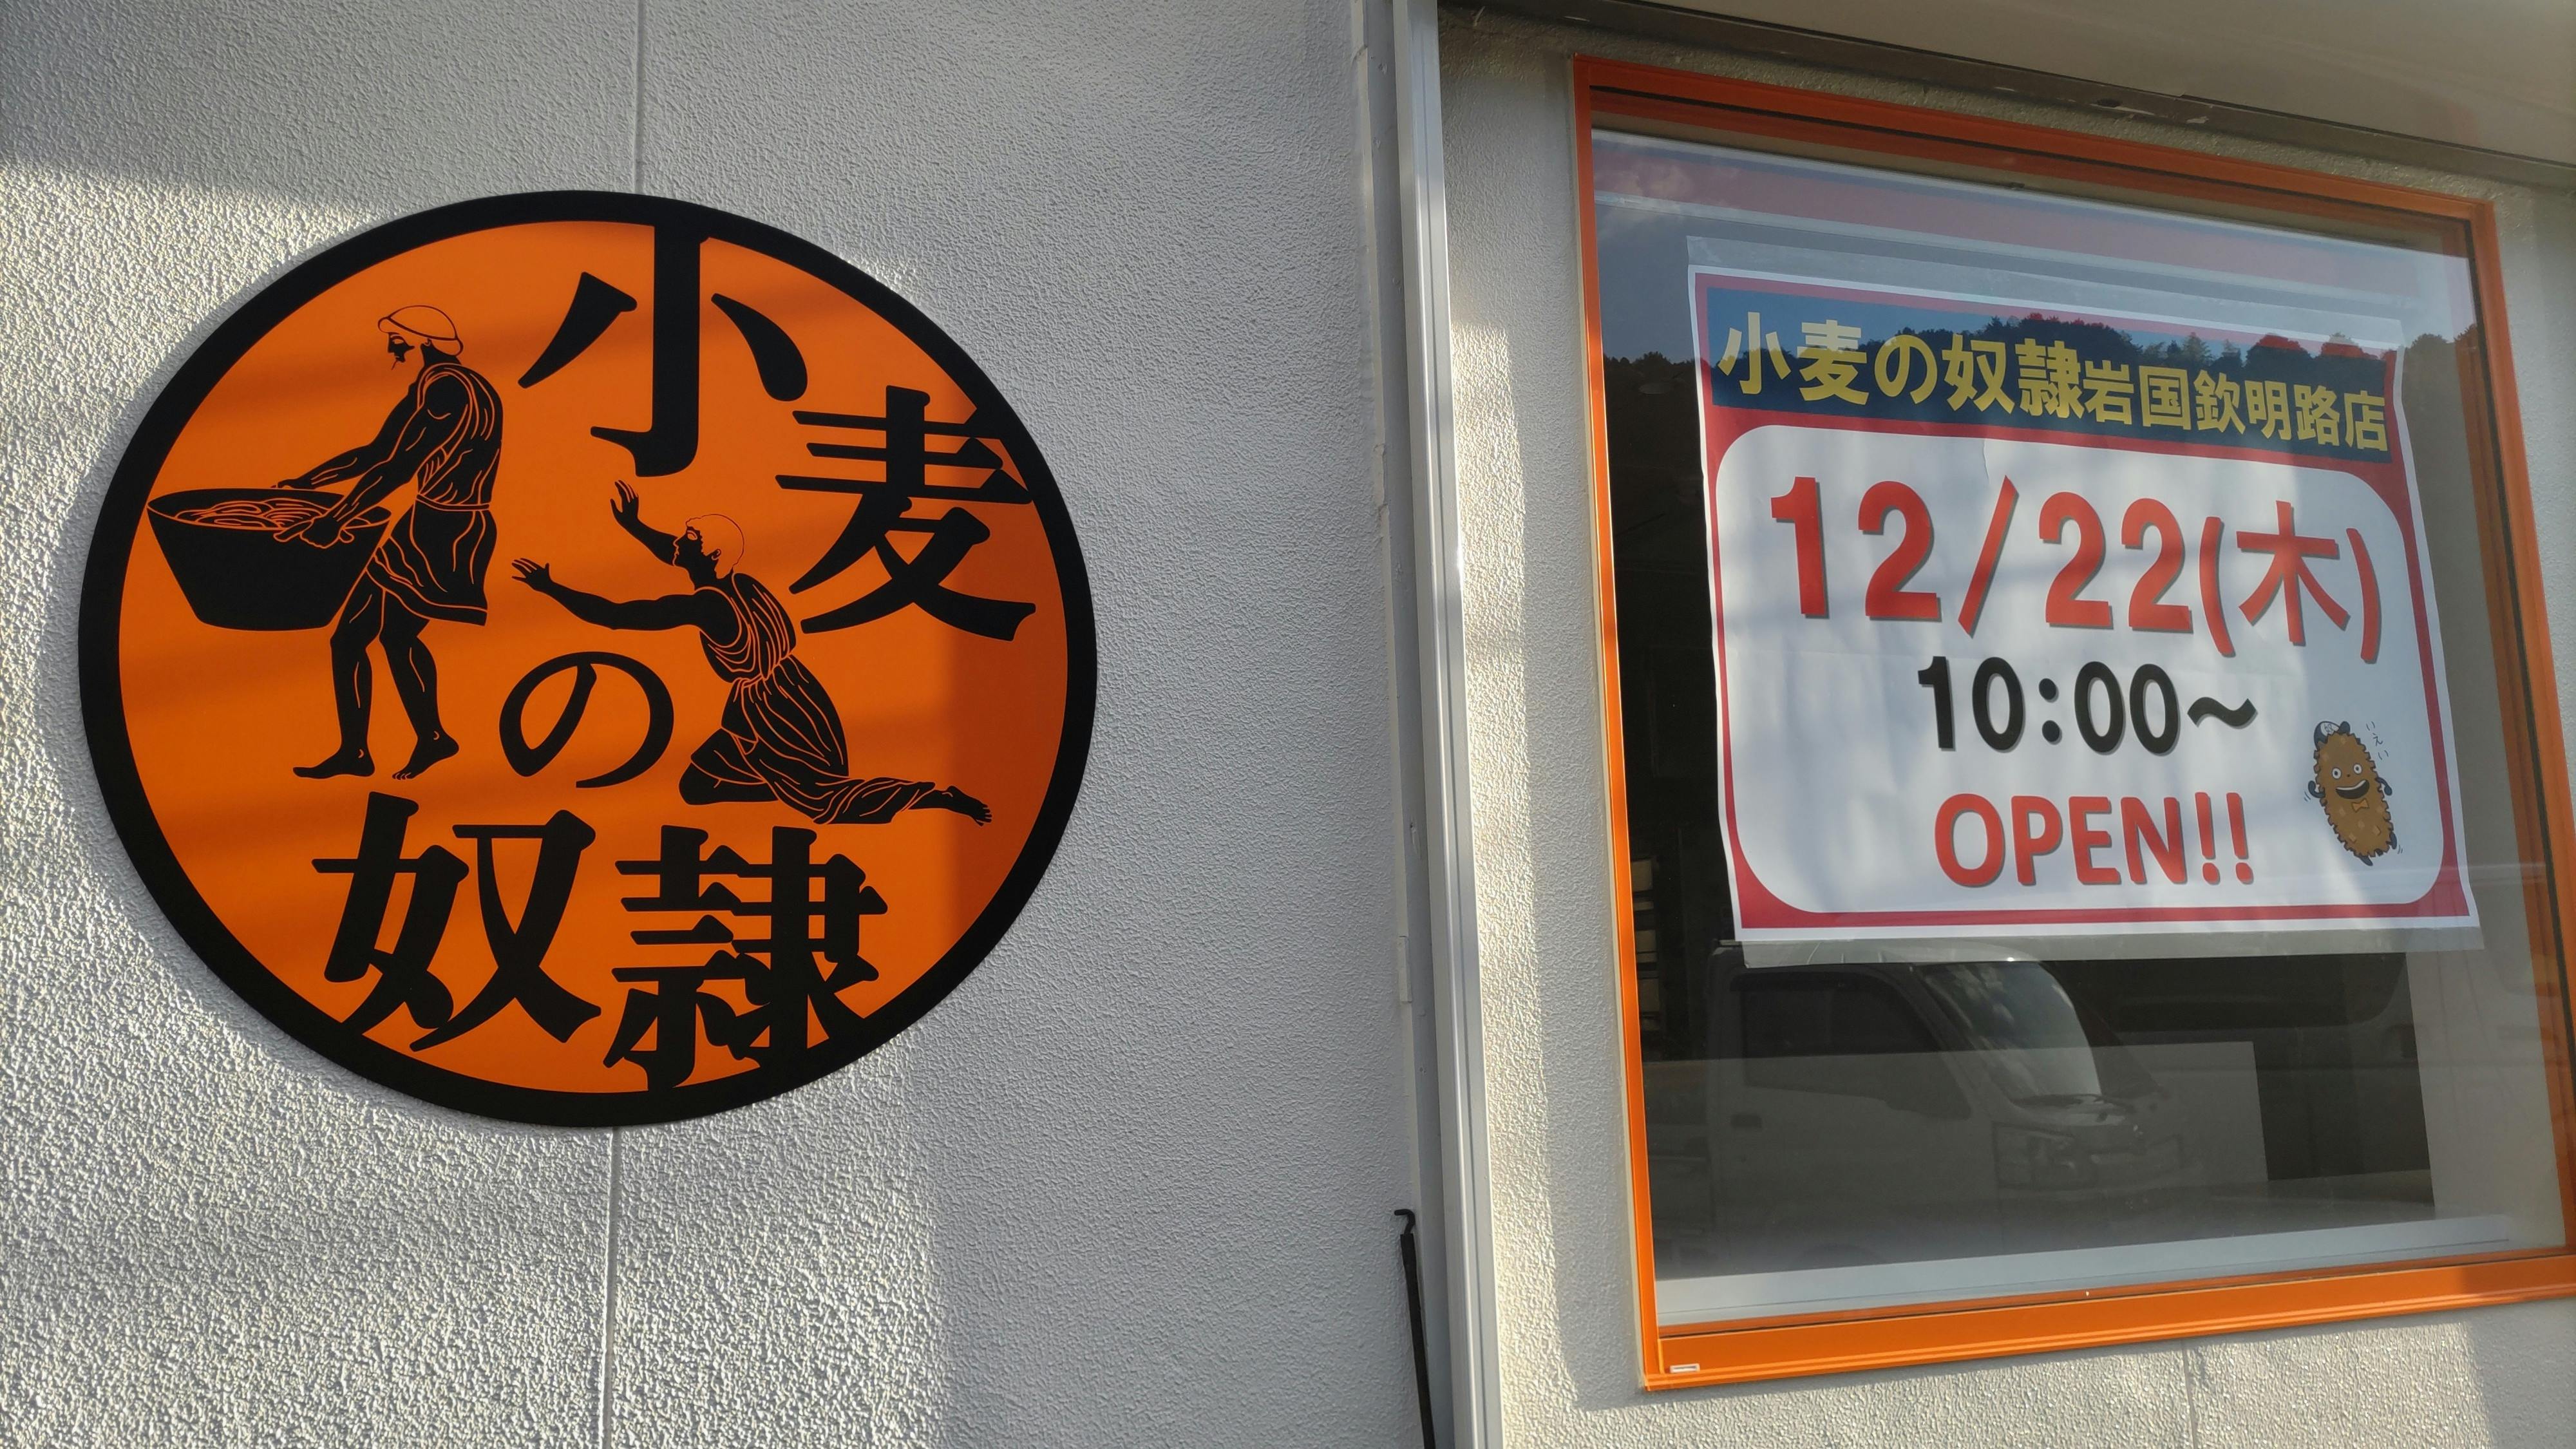 小麦
の
奴隷
小麦の奴隷岩国欽明路店
12/22(木)
10:00～
OPEN!!
いえい